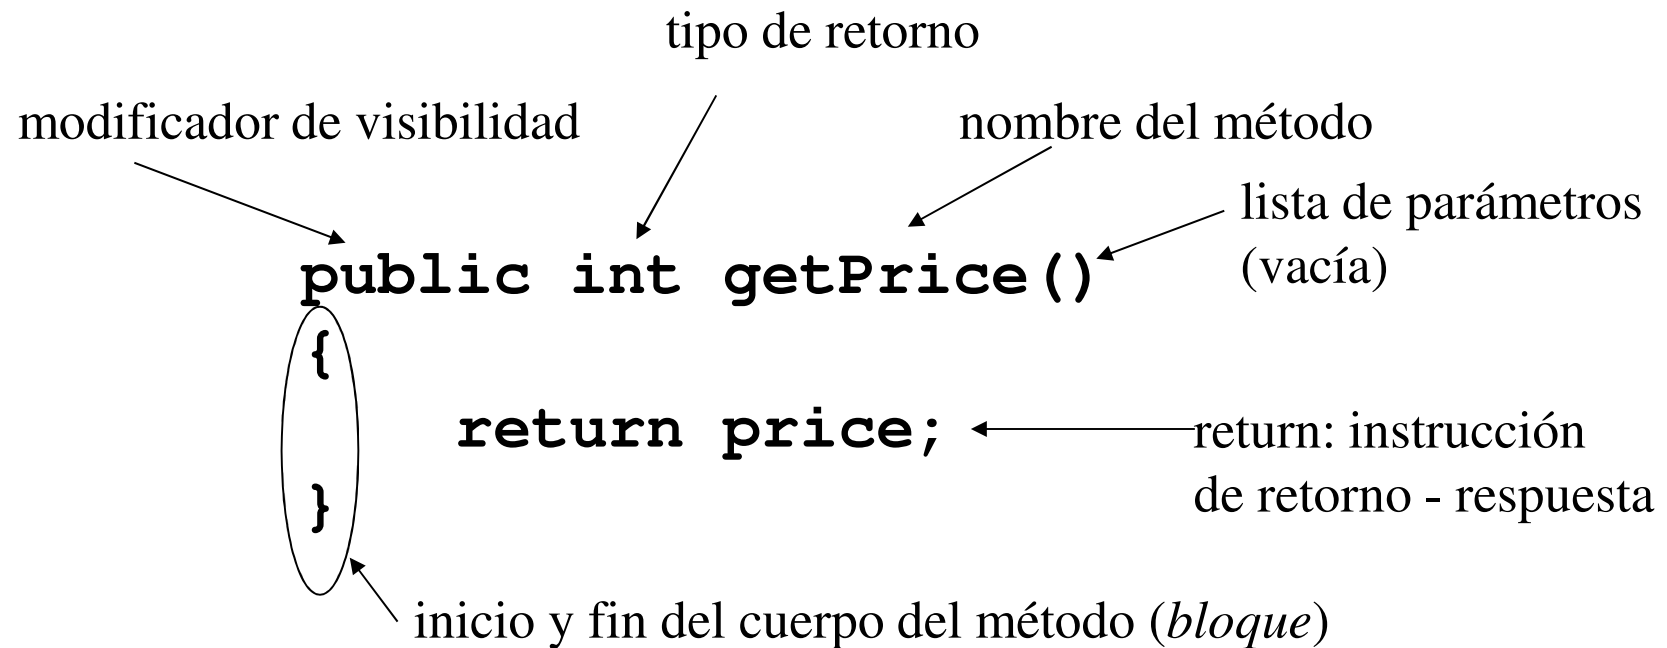 tipo de retorno
modificador de visibilidad
nombre del método
lista de parámetros
(vacía)
public int getPrice()
{
return price;
return: instrucción
de retorno - respuesta
}
inicio y fin del cuerpo del método (bloque)